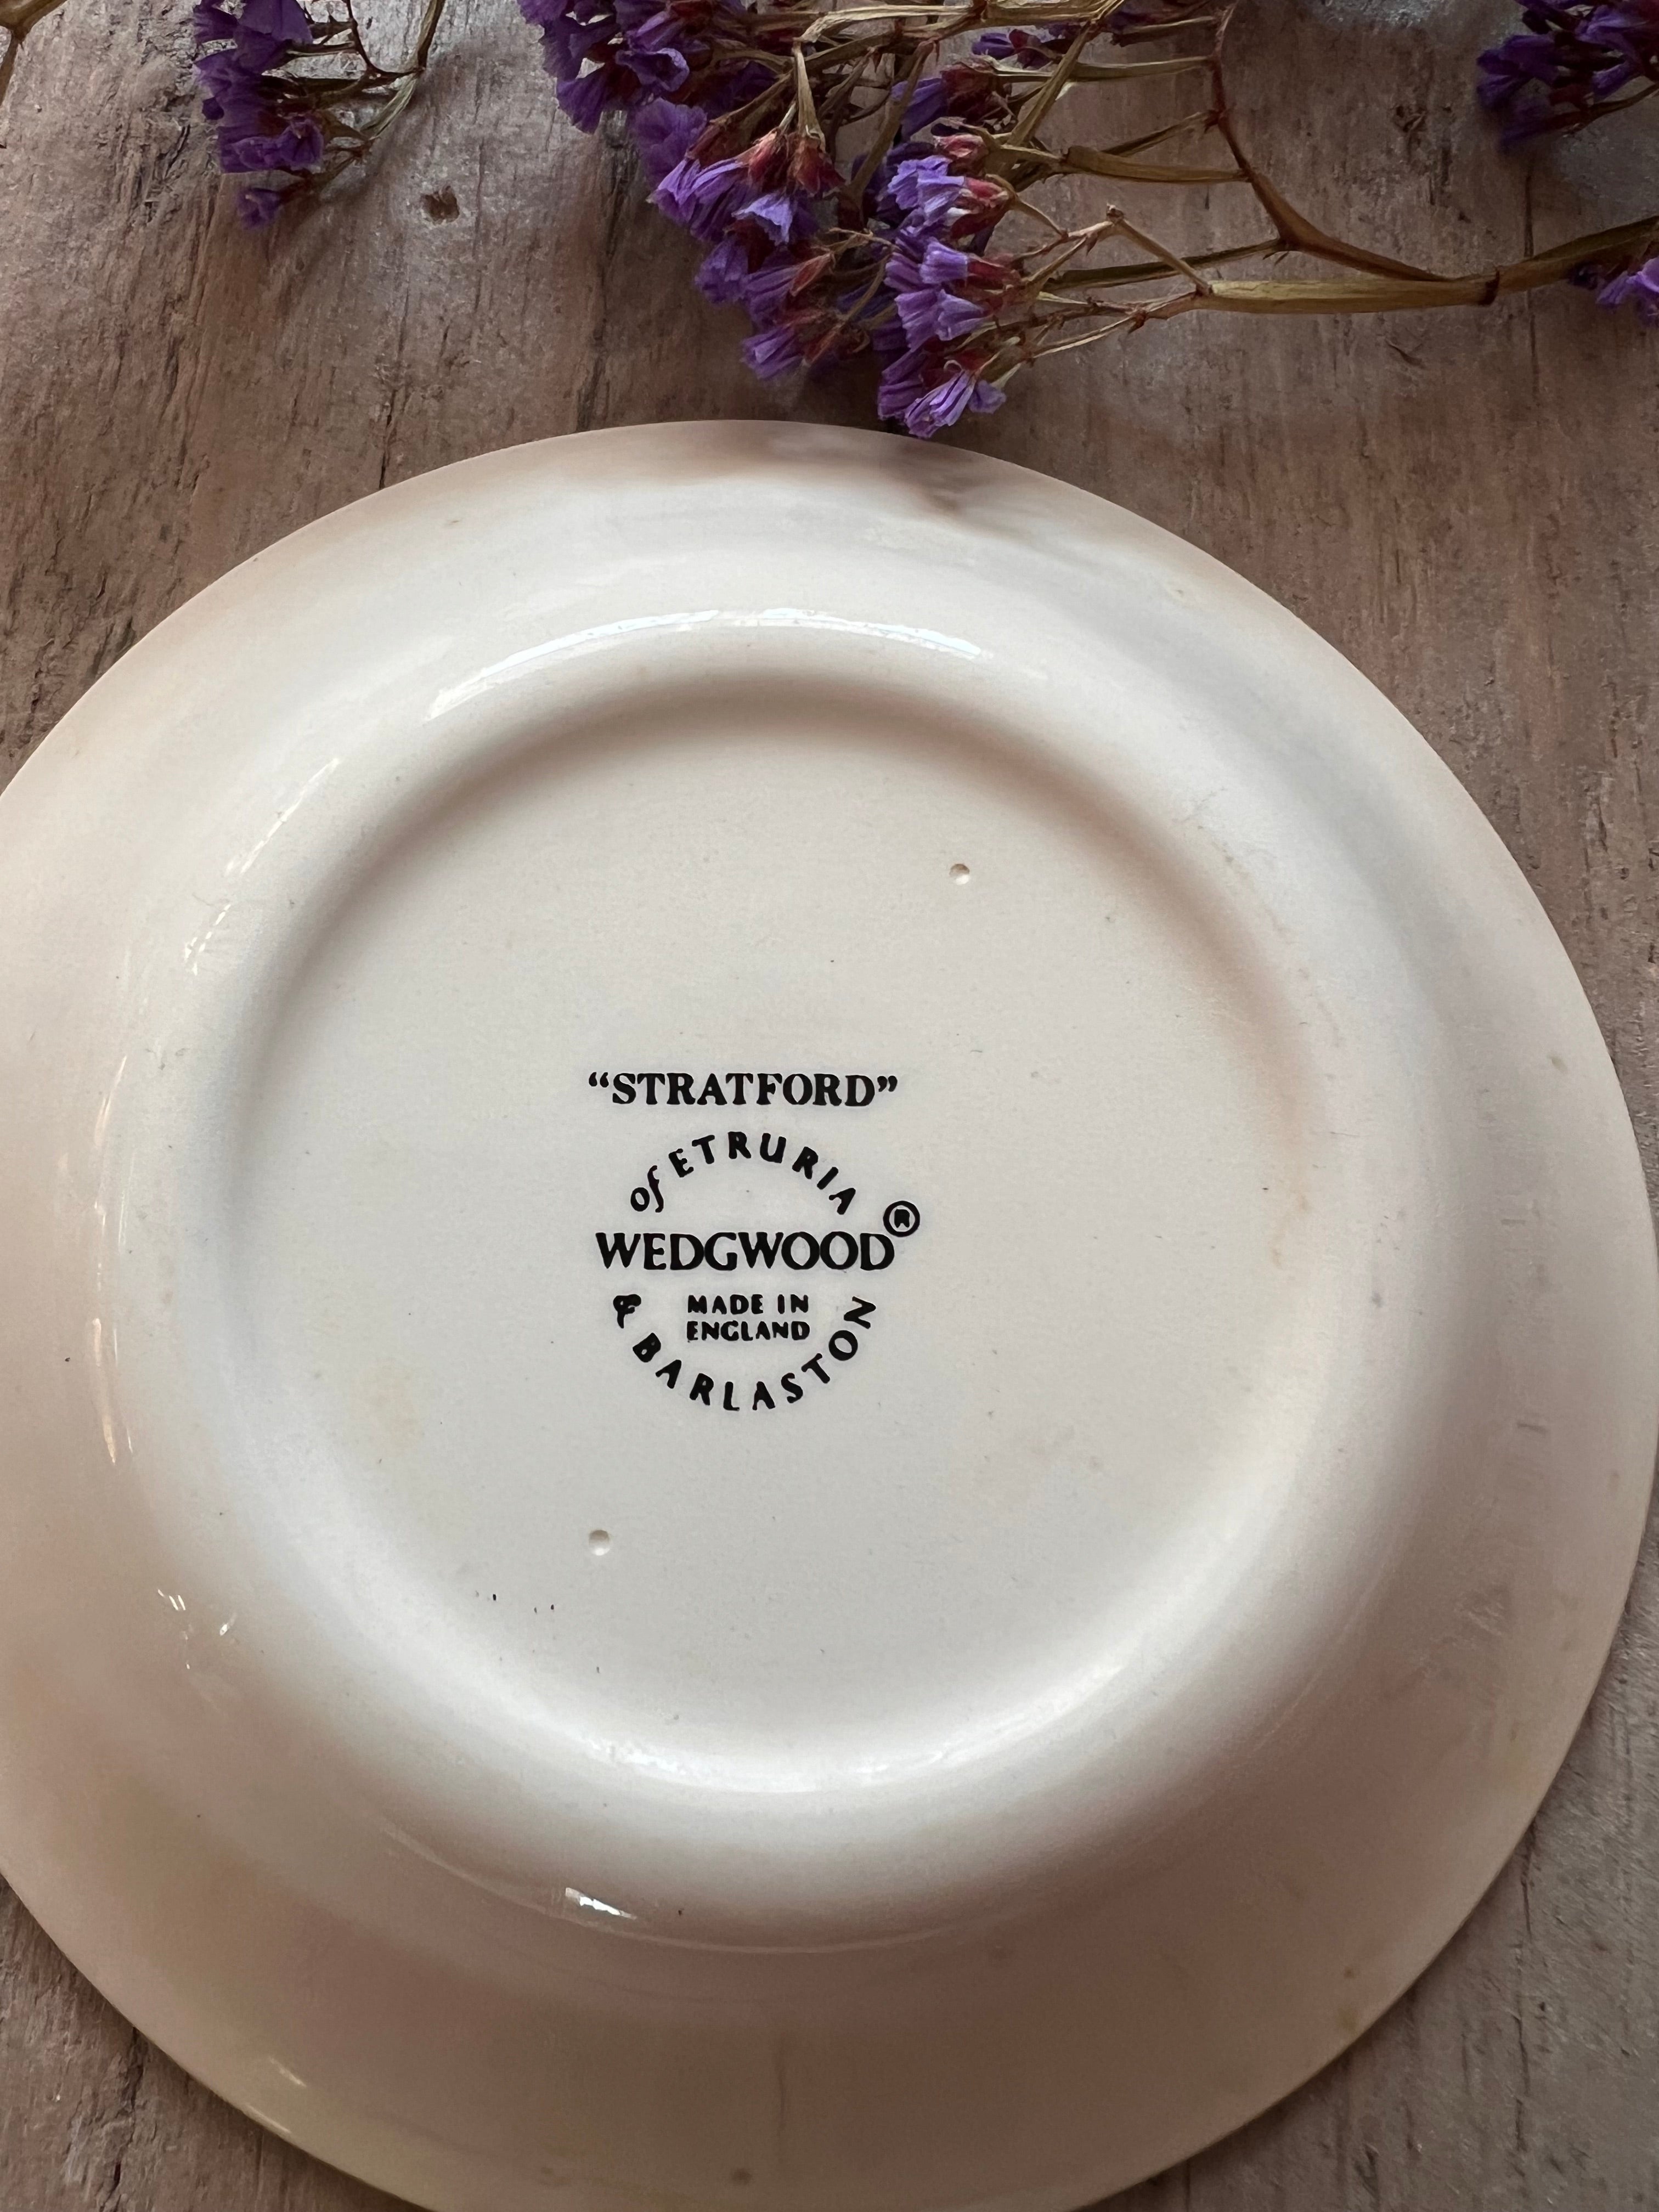 “STRATFORD”
of ETRURIA
WEDGWOOD®
MADE IN
ENGLAND
& BARLASTON